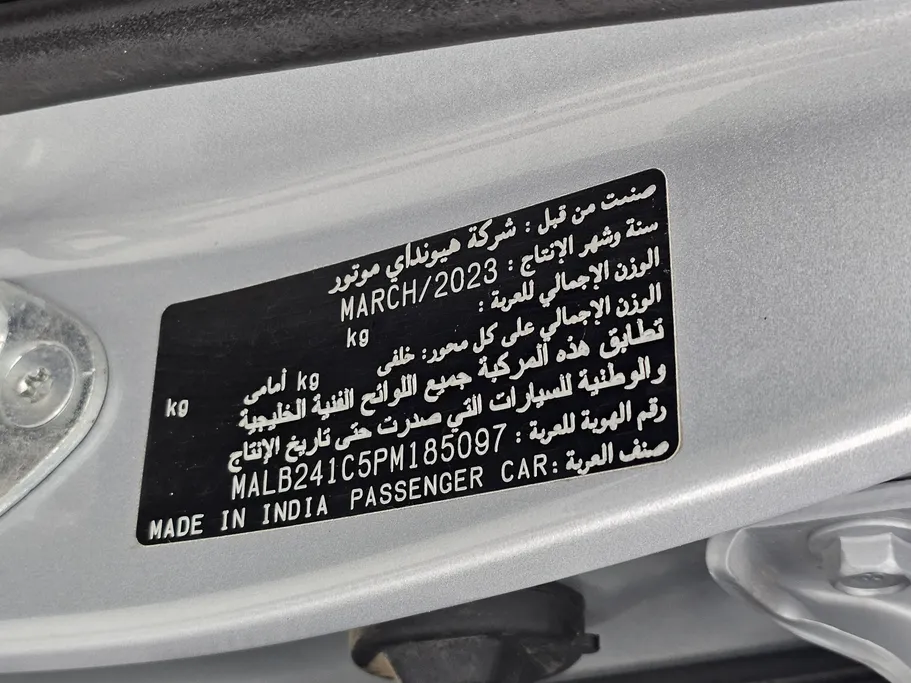 صنعت من قبل : شركة هيونداي موتور
سنة وشهر الإنتاج : MARCH/2023
الوزن الإجمالي للعربة : kg
الوزن الإجمالي على كل محور: خلفى kg أمامى kg
تطابق هذه المركبة جميع اللوائح الفنية الخليجية
والوطنية للسيارات التي صدرت حتى تاريخ الإنتاج
رقم الهوية للعربة : MALB241C5PM185097
صنف العربة : PASSENGER CAR MADE IN INDIA